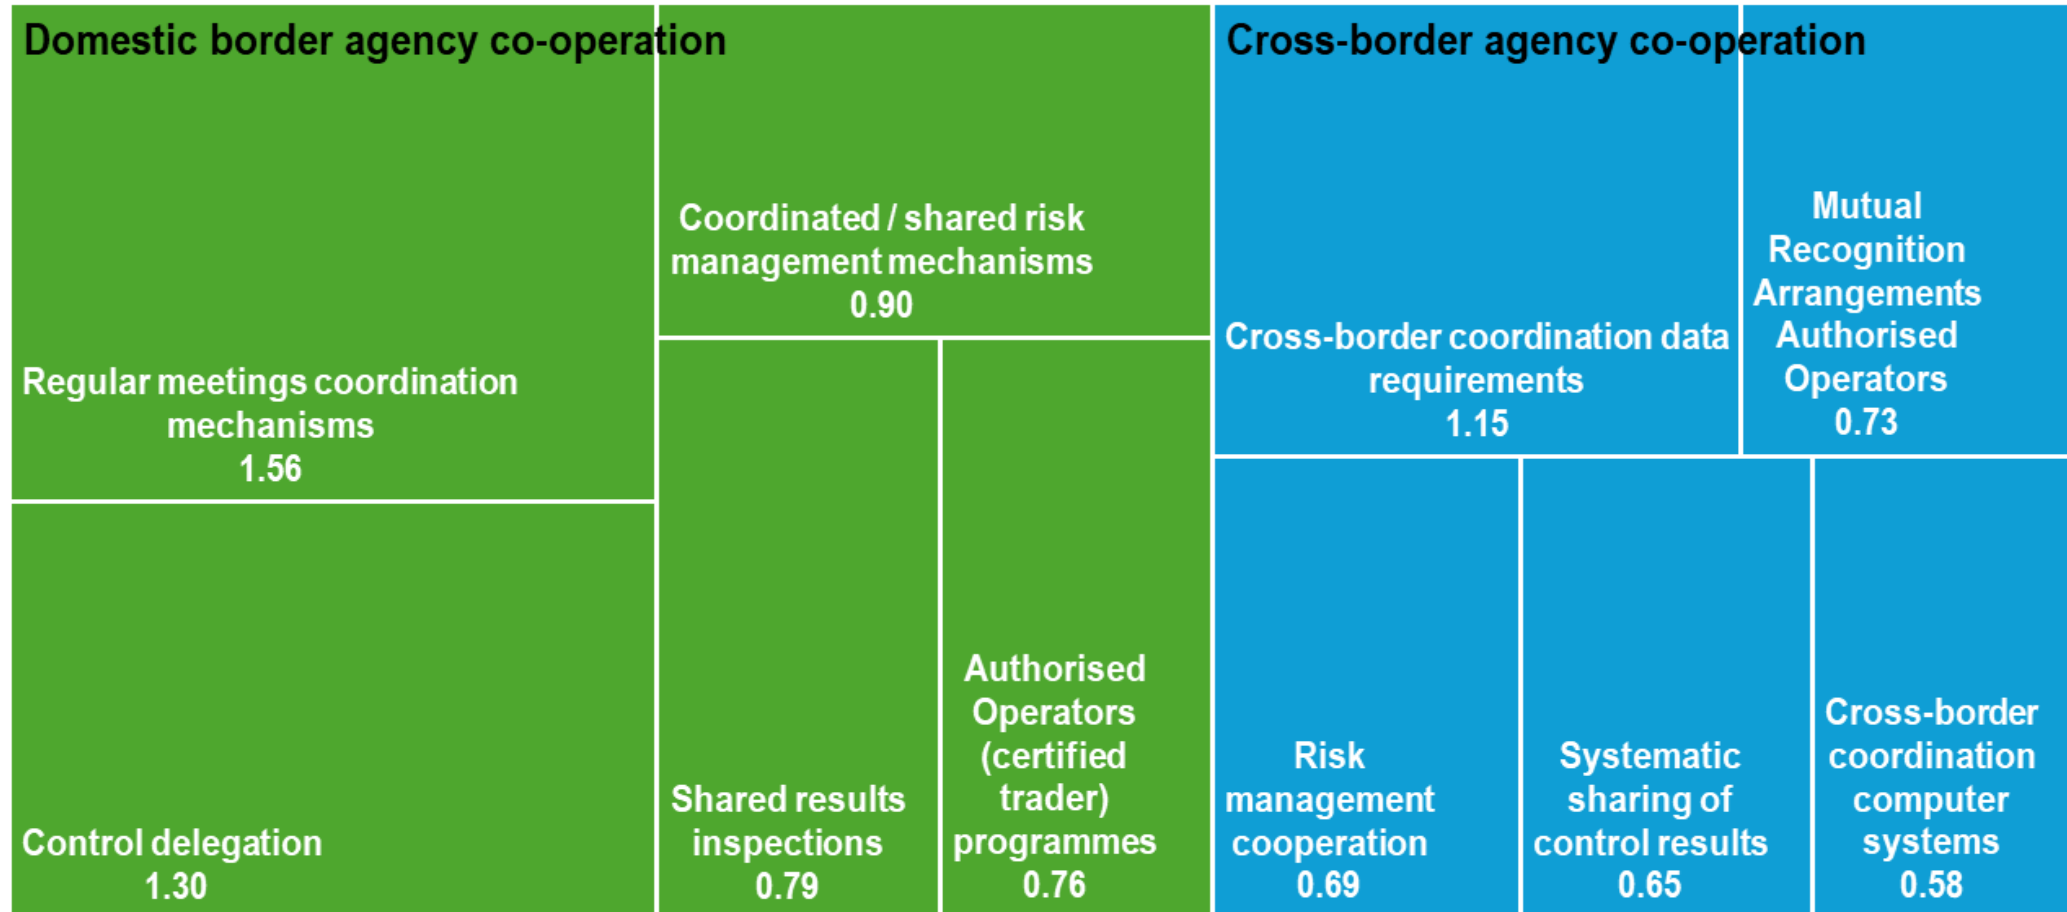 Domestic border agency co-operation
Regular meetings coordination
mechanisms
1.56
Control delegation
1.30
Coordinated / shared risk
management mechanisms
0.90
Shared results
inspections
0.79
Authorised
Operators
(certified
trader)
programmes
0.76
Cross-border agency co-operation
Cross-border coordination data
requirements
1.15
Mutual
Recognition
Arrangements
Authorised
Operators
0.73
Risk
management
cooperation
0.69
Systematic
sharing of
control results
0.65
Cross-border
coordination
computer
systems
0.58